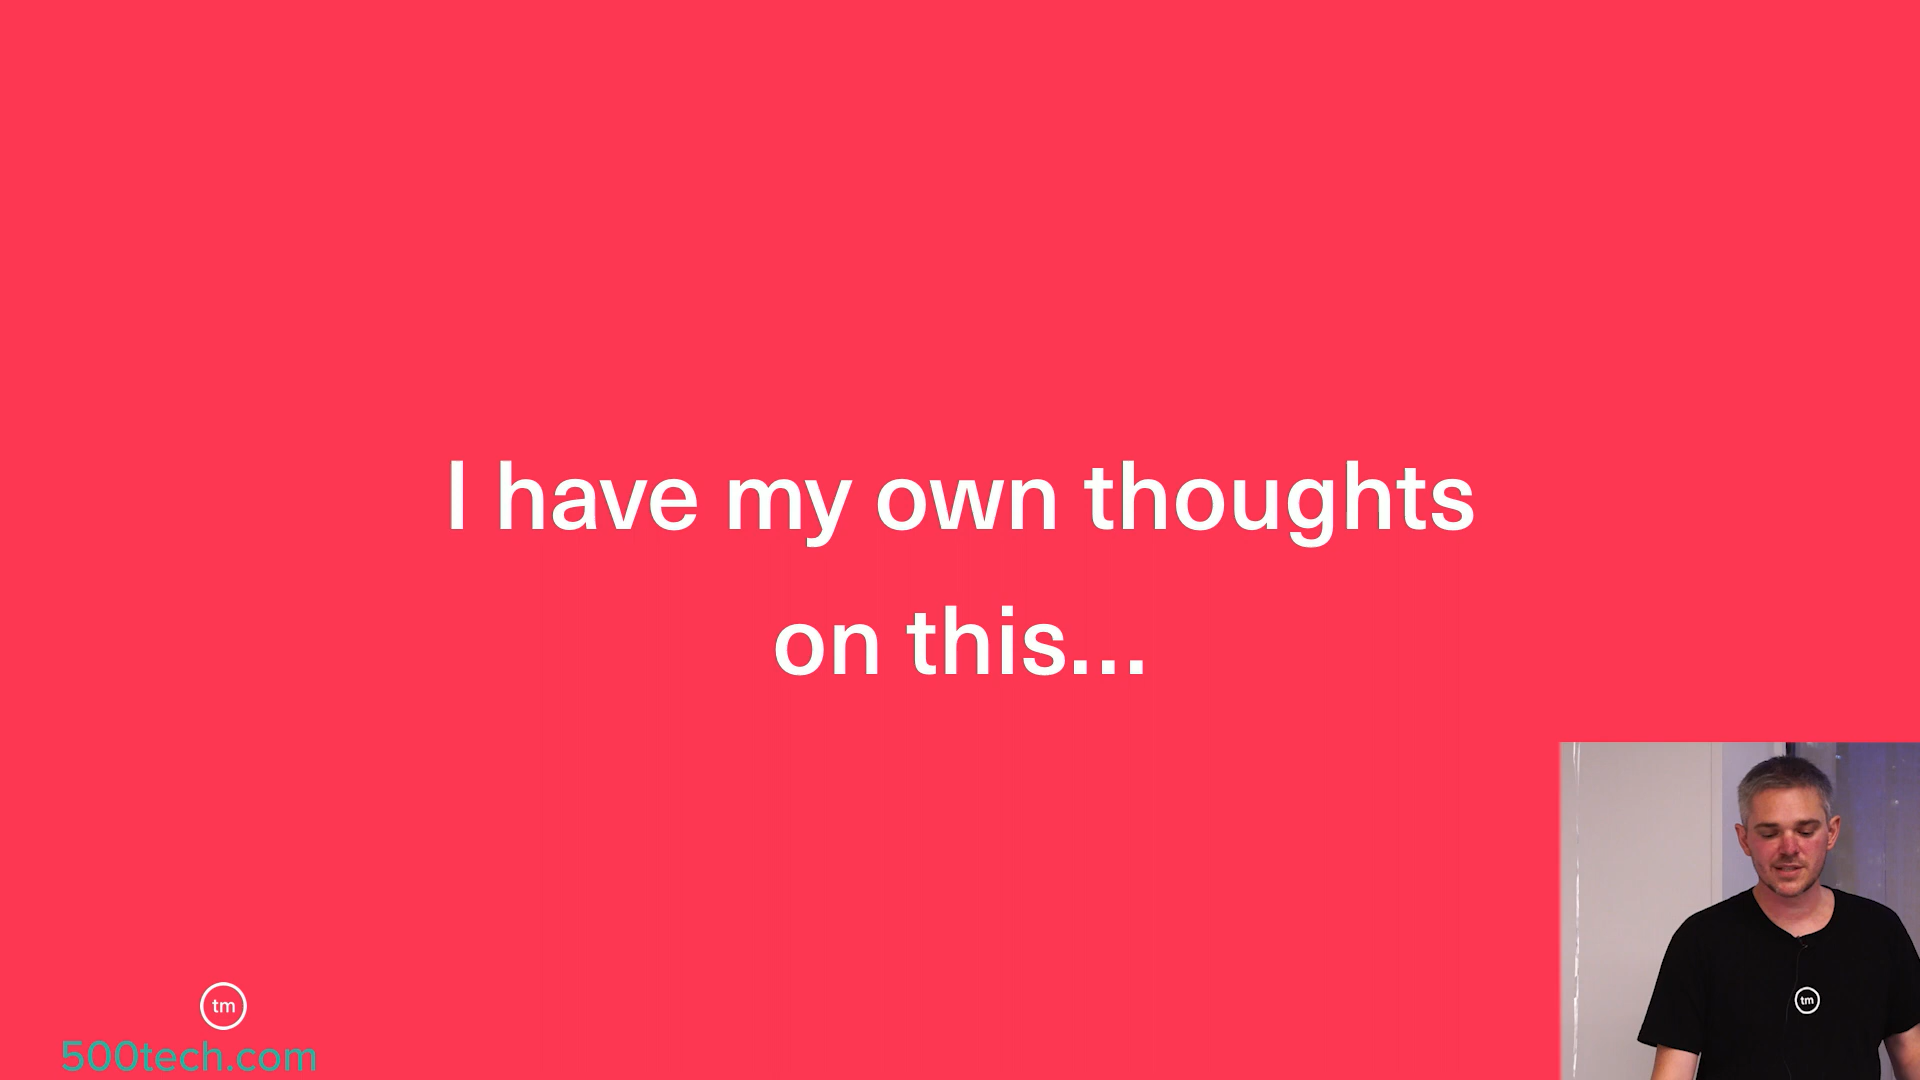 I have my own thoughts
on this...
tm
500tech.com
tm